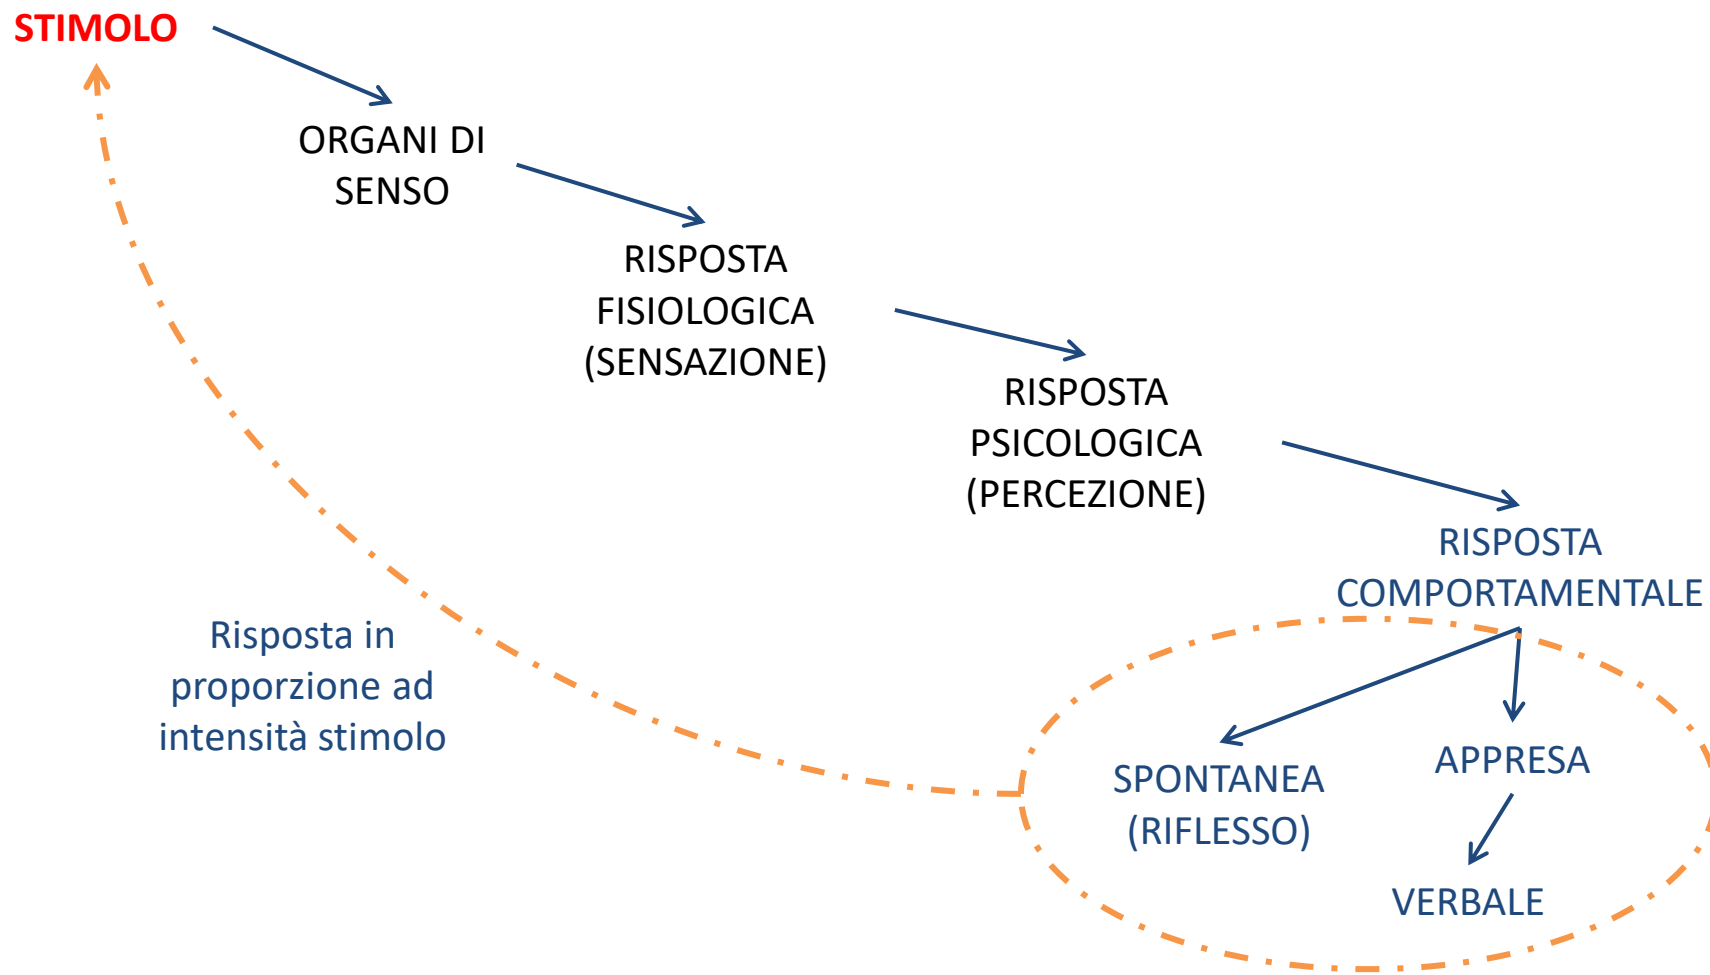 STIMOLO
ORGANI DI
SENSO
RISPOSTA
FISIOLOGICA
(SENSAZIONE)
RISPOSTA
PSICOLOGICA
(PERCEZIONE)
RISPOSTA
COMPORTAMENTALE
Risposta in
proporzione ad
intensità stimolo
SPONTANEA
(RIFLESSO)
APPRESA
VERBALE